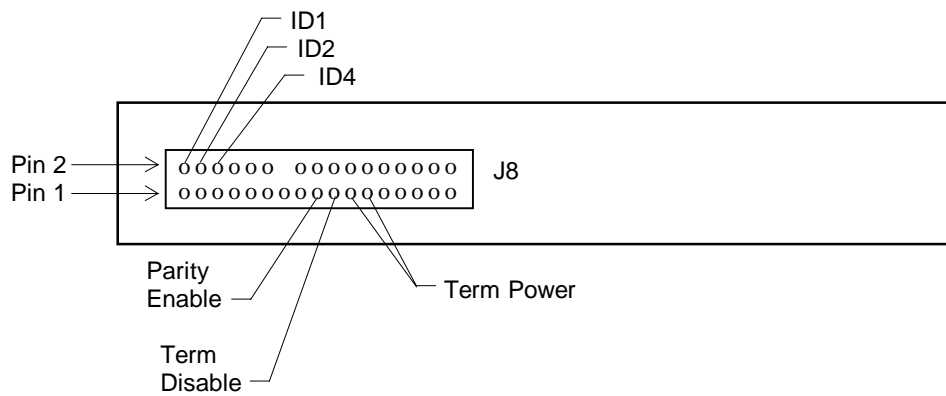 ID1
ID2
ID4
Pin 2
Pin 1
J8
Parity
Enable
Term Power
Term
Disable